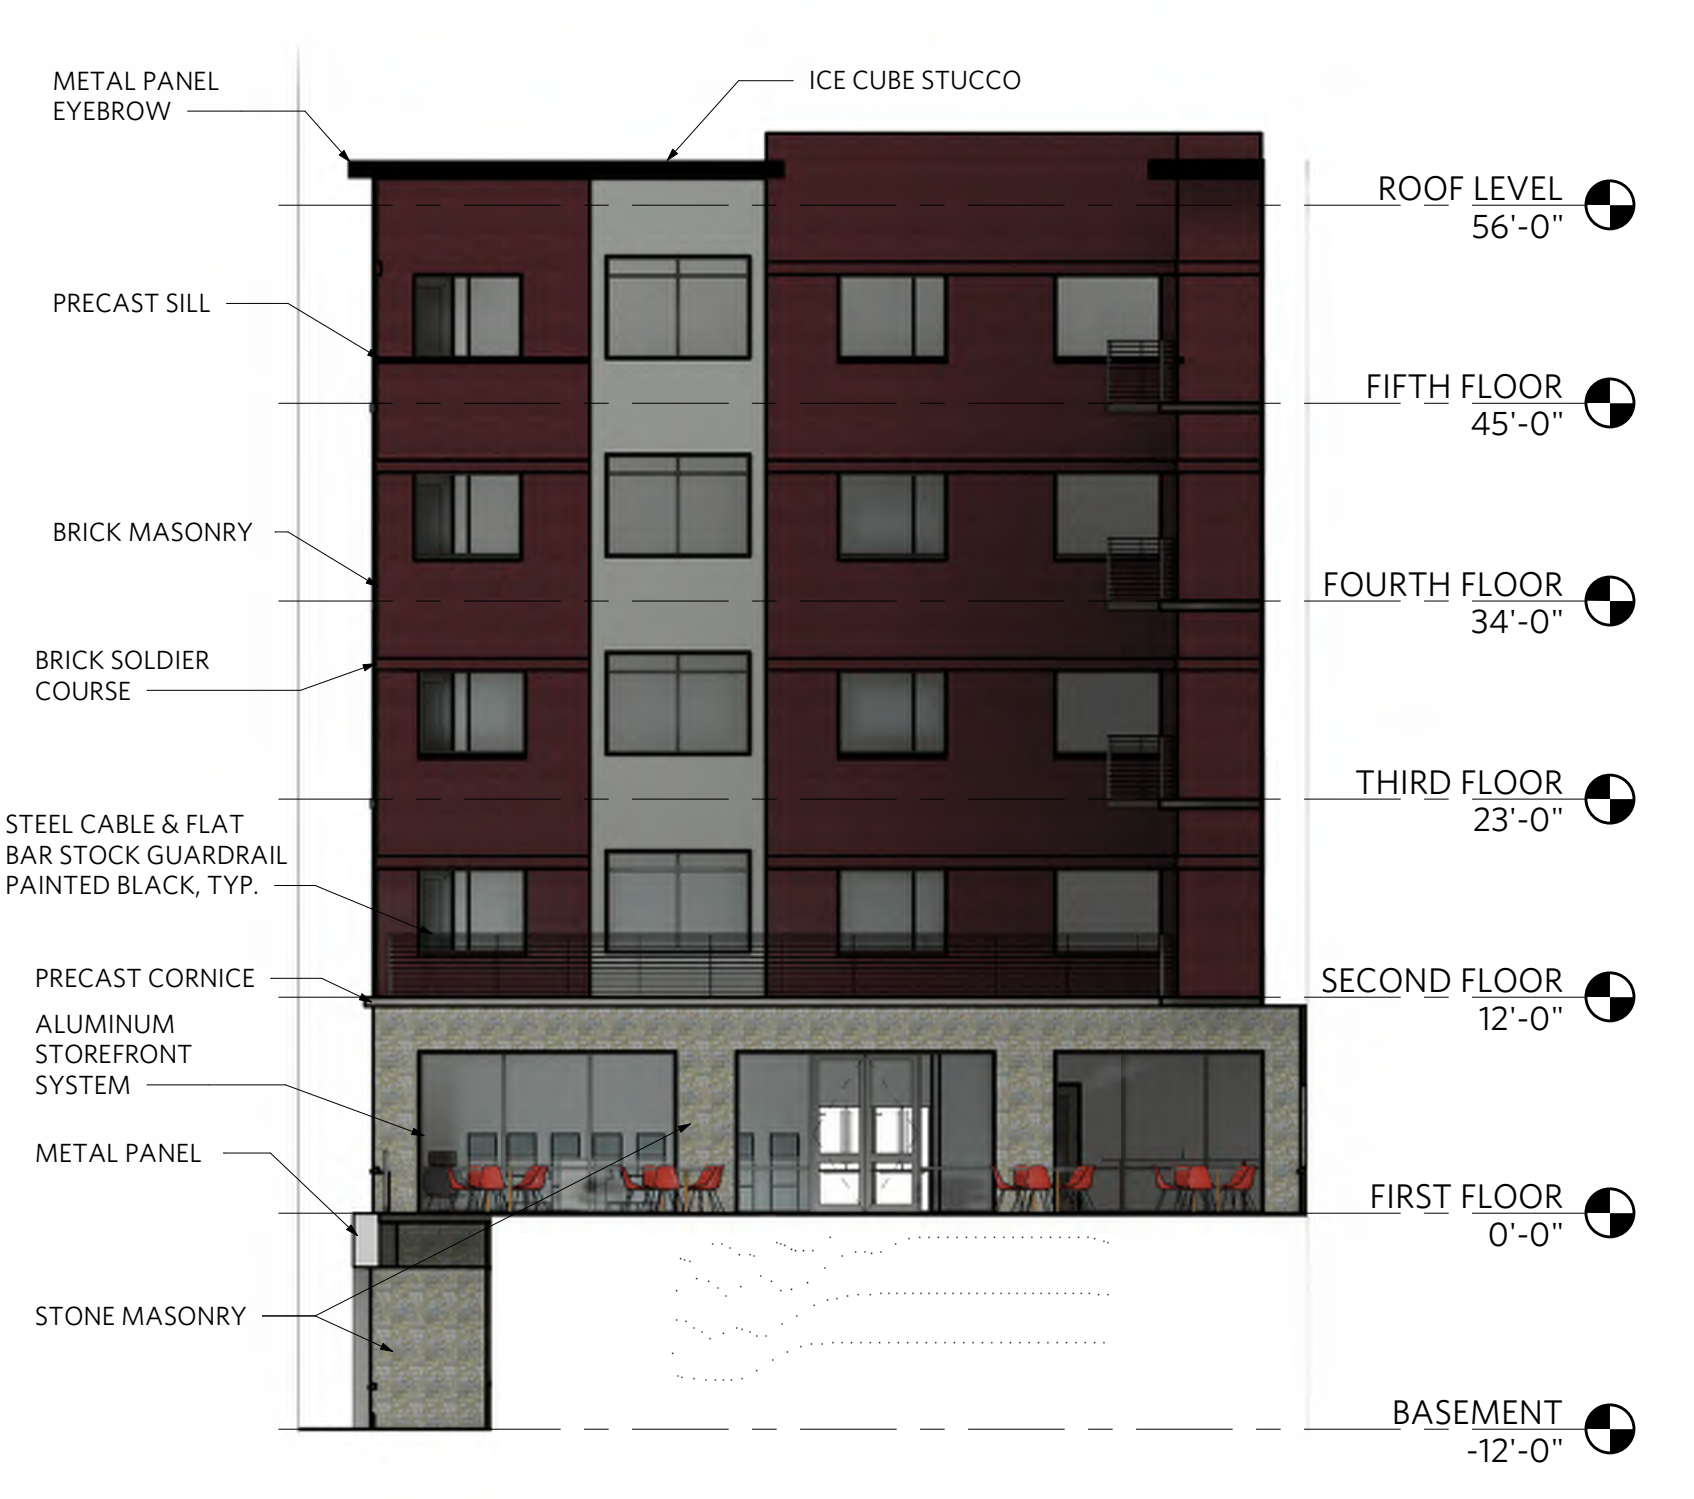 METAL PANEL
EYEBROW
ICE CUBE STUCCO
ROOF LEVEL
56'-0"
PRECAST SILL
FIFTH FLOOR
45'-0"
BRICK MASONRY
FOURTH FLOOR
34'-0"
BRICK SOLDIER
COURSE
THIRD FLOOR
23'-0"
STEEL CABLE & FLAT
BAR STOCK GUARDRAIL
PAINTED BLACK, TYP.
PRECAST CORNICE
SECOND FLOOR
12'-0"
ALUMINUM
STOREFRONT
SYSTEM
METAL PANEL
FIRST FLOOR
0'-0"
STONE MASONRY
BASEMENT
-12'-0"